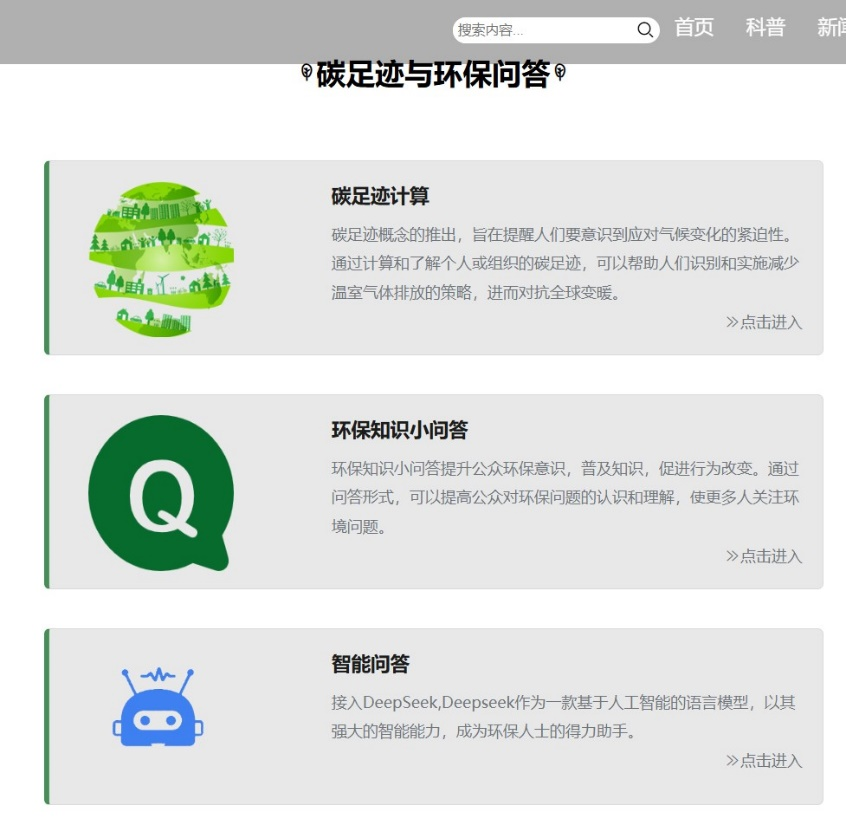 搜索内容...
首页
科普
新闻
碳足迹与环保问答
碳足迹计算
碳足迹概念的推出，旨在提醒人们要意识到应对气候变化的紧迫性。
通过计算和了解个人或组织的碳足迹，可以帮助人们识别和实施减少
温室气体排放的策略，进而对抗全球变暖。
≫点击进入
Q
环保知识小问答
环保知识小问答提升公众环保意识，普及知识，促进行为改变。通过
问答形式，可以提高公众对环保问题的认识和理解，使更多人关注环
境问题。
≫点击进入
智能问答
接入DeepSeek,Deepseek作为一款基于人工智能的语言模型，以其
强大的智能能力，成为环保人士的得力助手。
≫点击进入